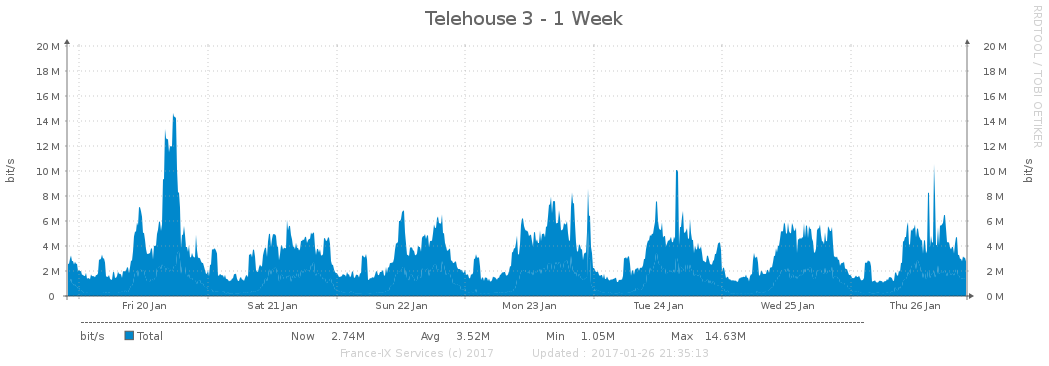 Telehouse 3 - 1 Week
RRDTOOL / TOBI OETIKER
bit/s
20 M
18 M
16 M
14 M
12 M
10 M
8 M
6 M
4 M
2 M
0
20 M
18 M
16 M
14 M
12 M
10 M
8 M
6 M
4 M
2 M
0 M
bit/s
Fri 20 Jan Sat 21 Jan Sun 22 Jan Mon 23 Jan Tue 24 Jan Wed 25 Jan Thu 26 Jan
bit/s Total Now 2.74M Avg 3.52M Min 1.05M Max 14.63M
France-IX Services (c) 2017 Updated : 2017-01-26 21:35:13